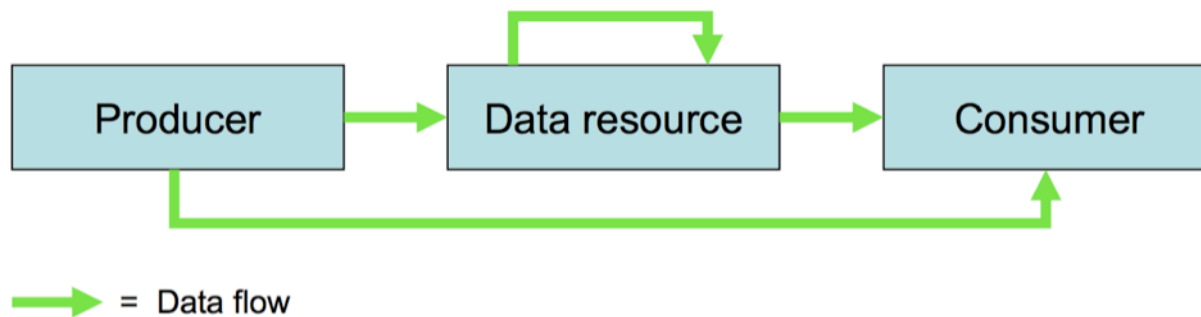 Producer
Data resource
Consumer
= Data flow